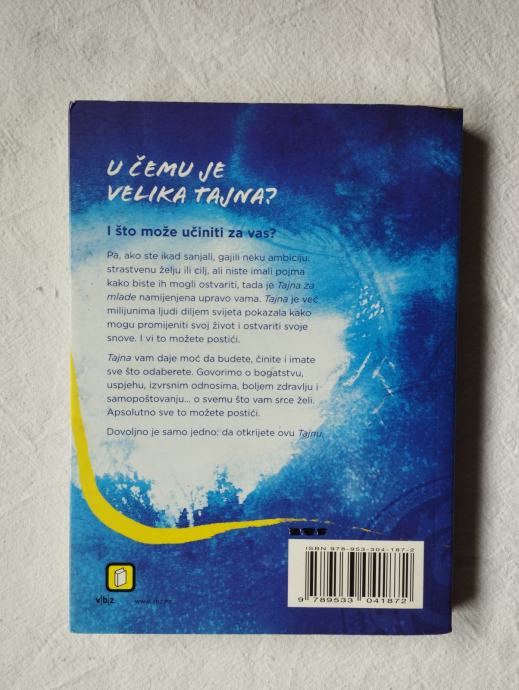 U ČEMU JE
VELIKA TAJNA?
I što može učiniti za vas?
Pa, ako ste ikad sanjali, gajili neku ambiciju,
strastvenu želju ili cilj, ali niste imali pojma
kako biste ih mogli ostvariti, tada je Tajna za
mlade namijenjena upravo vama. Tajna je već
milijunima ljudi diljem svijeta pokazala kako
mogu promijeniti svoj život i ostvariti svoje
snove. I vi to možete postići.
Tajna vam daje moć da budete, činite i imate
sve što odaberete. Govorimo o bogatstvu,
uspjehu, izvrsnim odnosima, boljem zdravlju i
samopoštovanju... o svemu što vam srce želi.
Apsolutno sve to možete postići.
Dovoljno je samo jedno: da otkrijete ovu Tajnu.
ISBN 978-953-304-187-2
9 789533 041872
v|b|z
www.vbz.hr